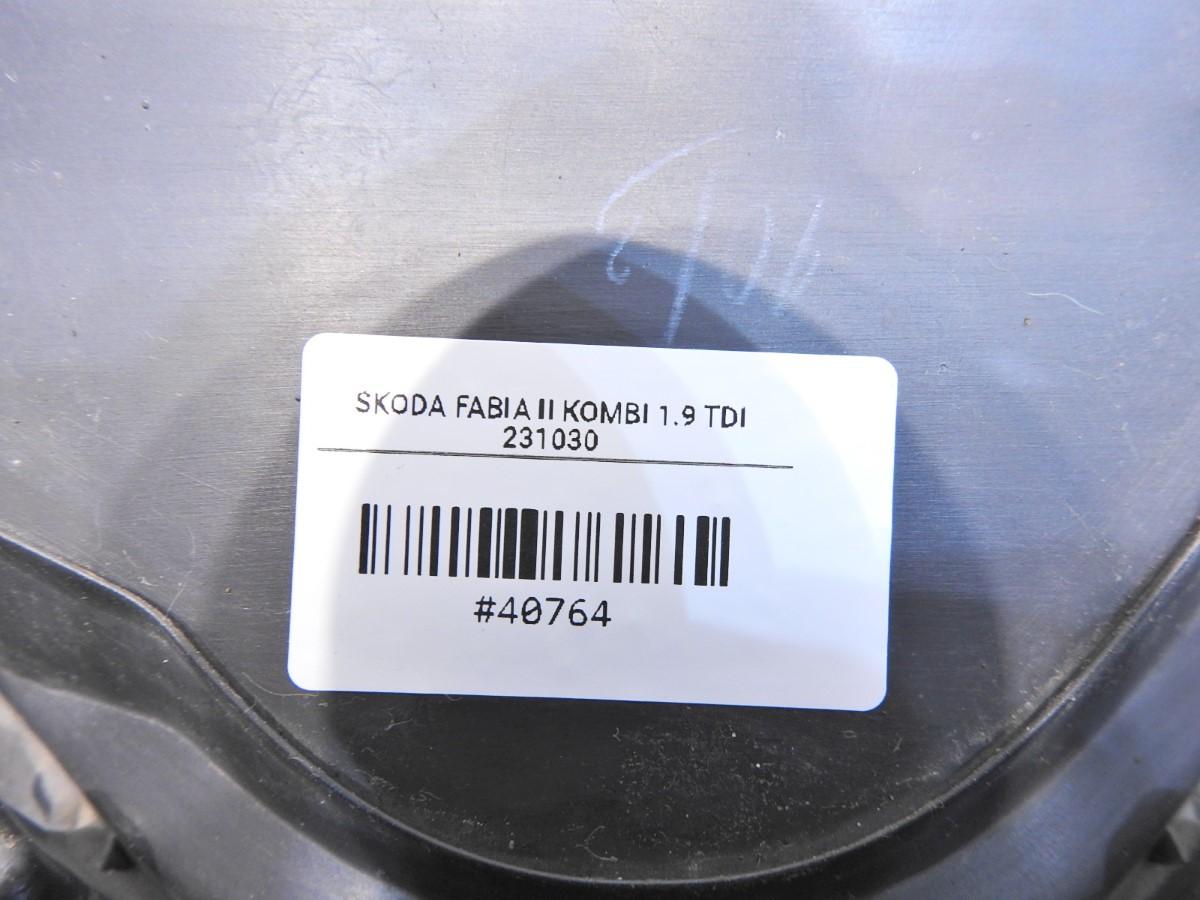 SKODA FABIA II KOMBI 1.9 TDI
231030
#40764